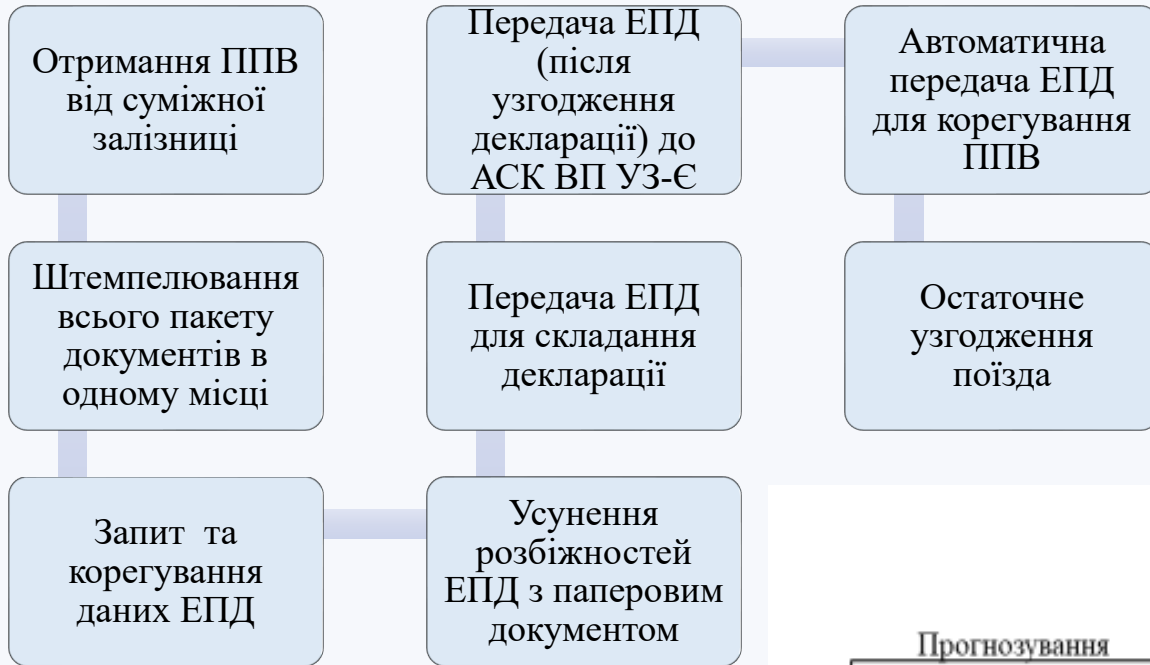 Отримання ППВ
від суміжної
залізниці
Штемпелювання
всього пакету
документів в
одному місці
Запит та
корегування
даних ЕПД
Усунення
розбіжностей
ЕПД з паперовим
документом
Передача ЕПД
для складання
декларації
Передача ЕПД
(після
узгодження
декларації) до
АСК ВП УЗ-Є
Автоматична
передача ЕПД
для корегування
ППВ
Остаточне
узгодження
поїзда
Прогнозування